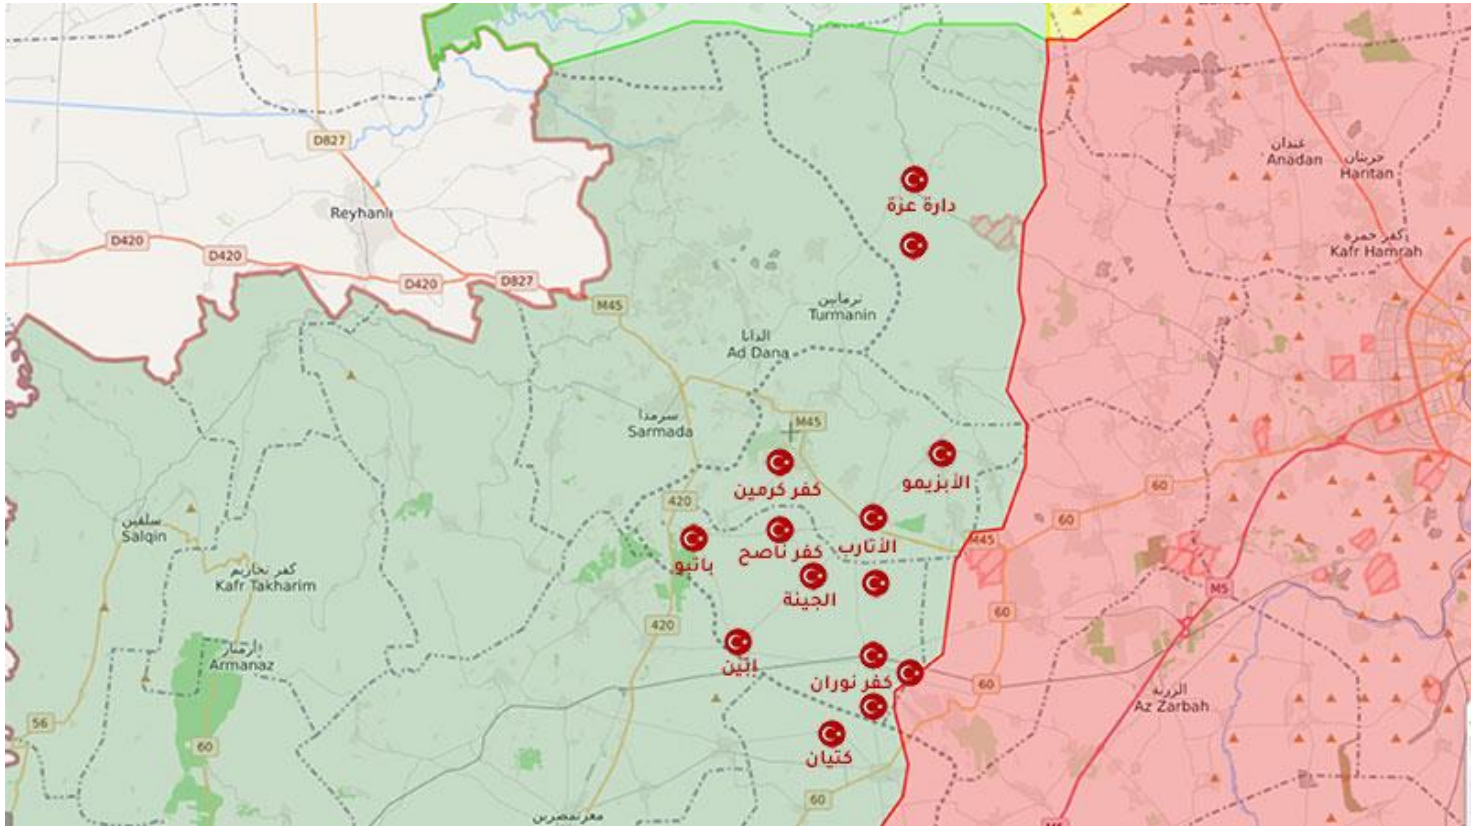 D827
عندان
Anadan
حريتان
Haritan
Reyhanlı
دارة عزة
D420
D420
كفر حمرة
Kafr Hamrah
D420
D827
M45
ترمانين
Turmanin
الدانا
Ad Dana
سرمدا
Sarmada
M45
كفر كرمين
الأبزيمو
60
420
60
سلقين
Salqin
باتبو
كفر ناصح
الأتارب
M45
كفر تخاريم
Kafr Takharim
الجينة
M5
60
420
أرمناز
Armanaz
إبين
كفر نوران
60
الزربة
Az Zarbah
56
60
كتيان
60
معرتمصرين